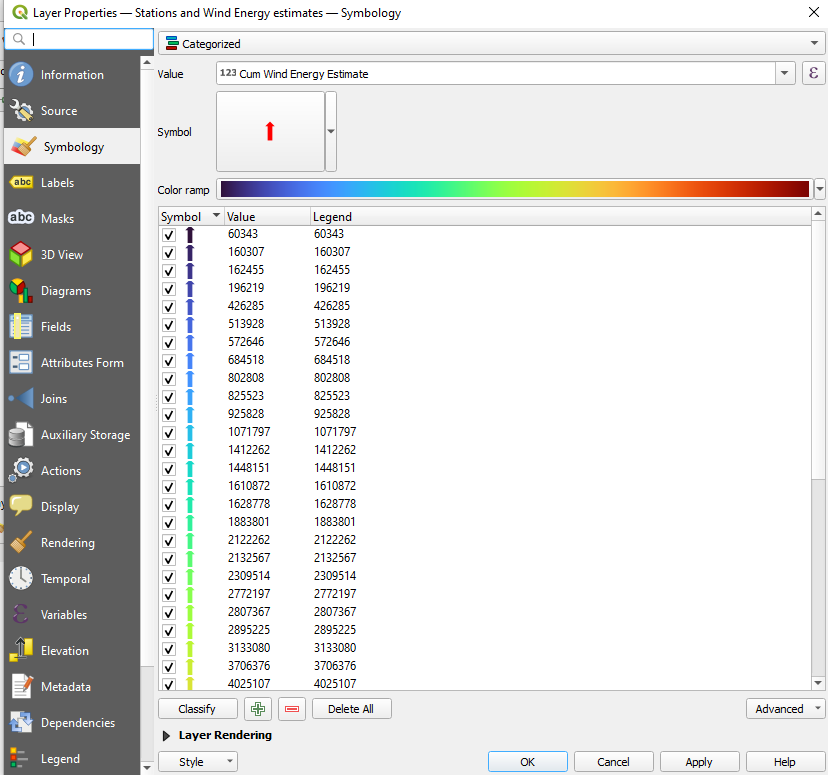 Layer Properties — Stations and Wind Energy estimates — Symbology
Categorized
Information
Source
Symbology
abc Labels
abc Masks
3D View
Diagrams
Fields
Attributes Form
Joins
Auxiliary Storage
Actions
Display
Rendering
Temporal
ε Variables
Elevation
Metadata
Dependencies
Legend
Value
123 Cum Wind Energy Estimate
ε
Symbol
Color ramp
Symbol Value Legend
60343 60343
160307 160307
162455 162455
196219 196219
426285 426285
513928 513928
572646 572646
684518 684518
802808 802808
825523 825523
925828 925828
1071797 1071797
1412262 1412262
1448151 1448151
1610872 1610872
1628778 1628778
1883801 1883801
2122262 2122262
2132567 2132567
2309514 2309514
2772197 2772197
2807367 2807367
2895225 2895225
3133080 3133080
3706376 3706376
4025107 4025107
Classify Delete All Advanced
Layer Rendering
Style OK Cancel Apply Help